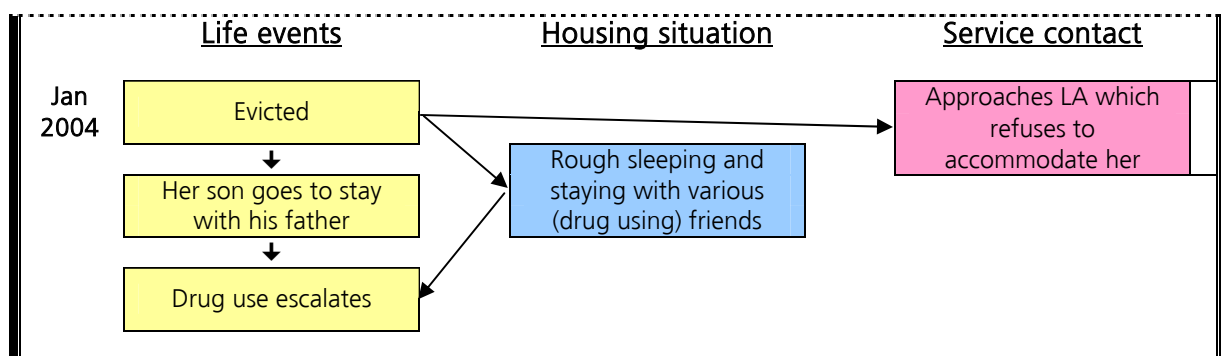 Life events
Housing situation
Service contact
Jan
2004
Evicted
Approaches LA which
refuses to
accommodate her
Rough sleeping and
staying with various
(drug using) friends
Her son goes to stay
with his father
Drug use escalates